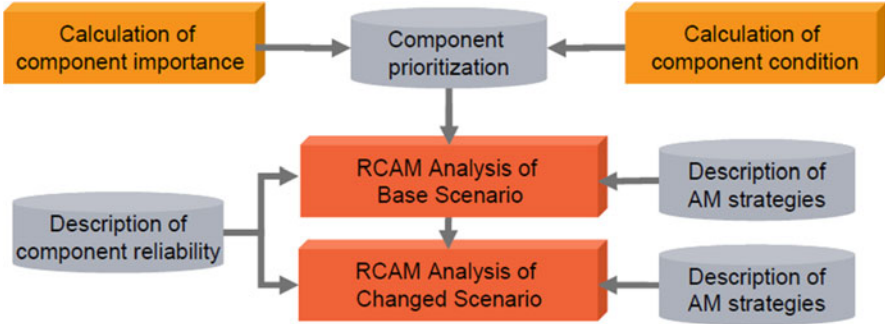 Calculation of
component importance
Component
prioritization
Calculation of
component condition
RCAM Analysis of
Base Scenario
Description of
AM strategies
Description of
component reliability
RCAM Analysis of
Changed Scenario
Description of
AM strategies